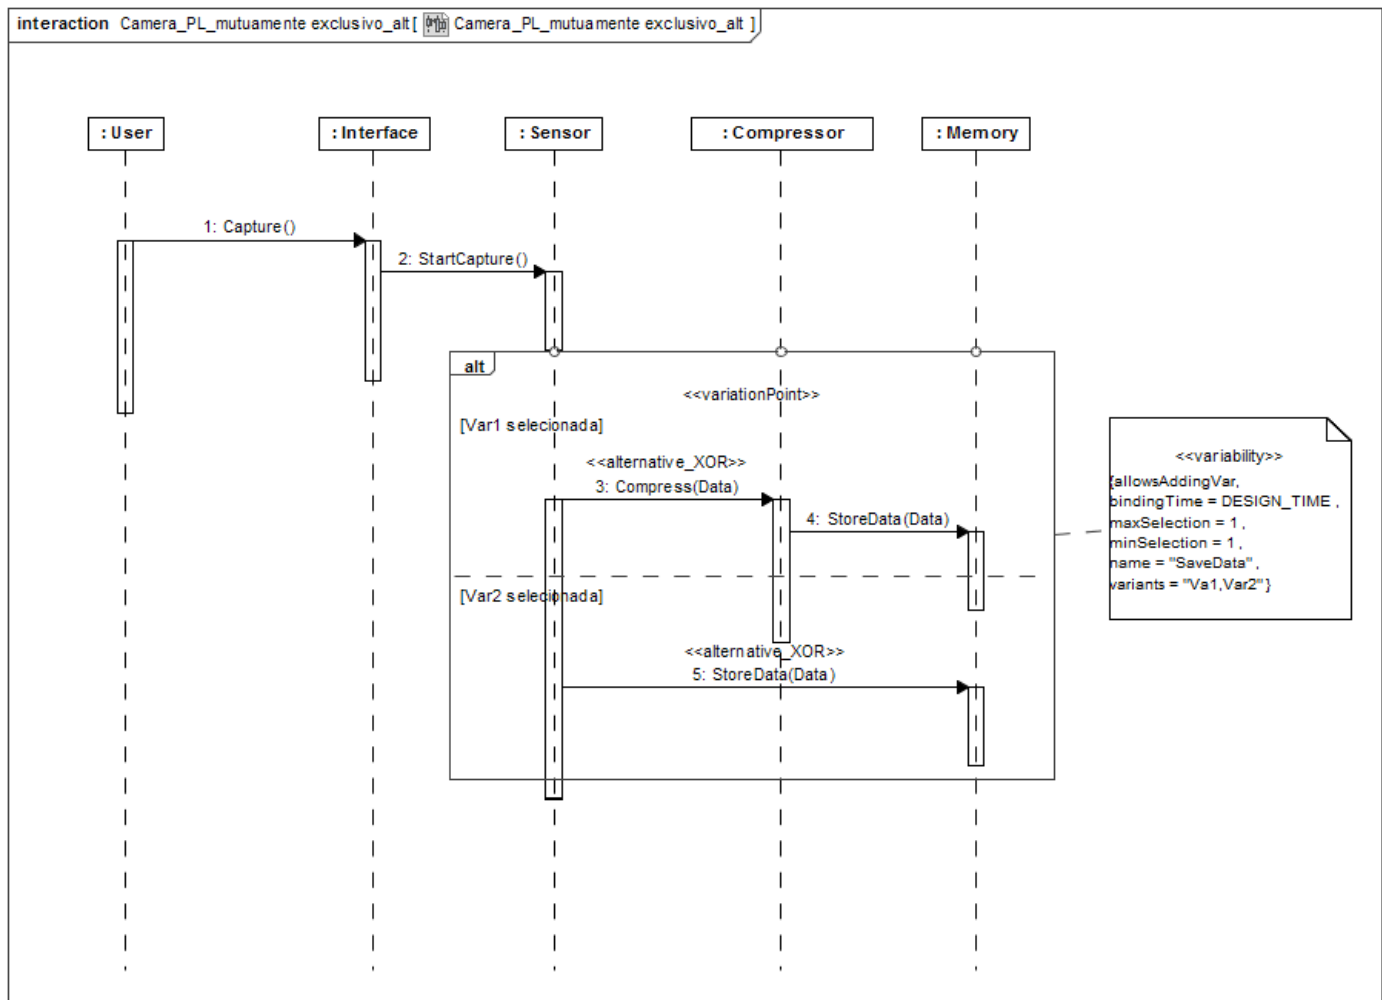 interaction Camera_PL_mutuamente exclusivo_alt[ Camera_PL_mutuamente exclusivo_alt ]
: User
: Interface
: Sensor
: Compressor
: Memory
1: Capture()
2: StartCapture()
alt
<<variationPoint>>
[Var1 selecionada]
<<alternative_XOR>>
3: Compress(Data)
4: StoreData(Data)
[Var2 selecionada]
<<alternative_XOR>>
5: StoreData(Data)
<<variability>>
{allowsAddingVar,
bindingTime = DESIGN_TIME ,
maxSelection = 1 ,
minSelection = 1 ,
name = "SaveData" ,
variants = "Va1,Var2" }